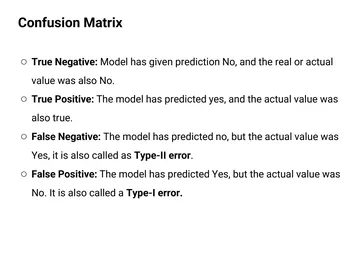 Confusion Matrix
○ True Negative: Model has given prediction No, and the real or actual
value was also No.
○ True Positive: The model has predicted yes, and the actual value was
also true.
○ False Negative: The model has predicted no, but the actual value was
Yes, it is also called as Type-II error.
○ False Positive: The model has predicted Yes, but the actual value was
No. It is also called a Type-I error.